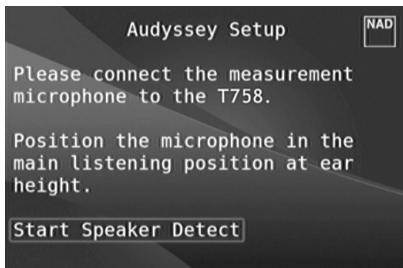 Audyssey Setup
NAD
Please connect the measurement
microphone to the T758.
Position the microphone in the
main listening position at ear
height.
Start Speaker Detect